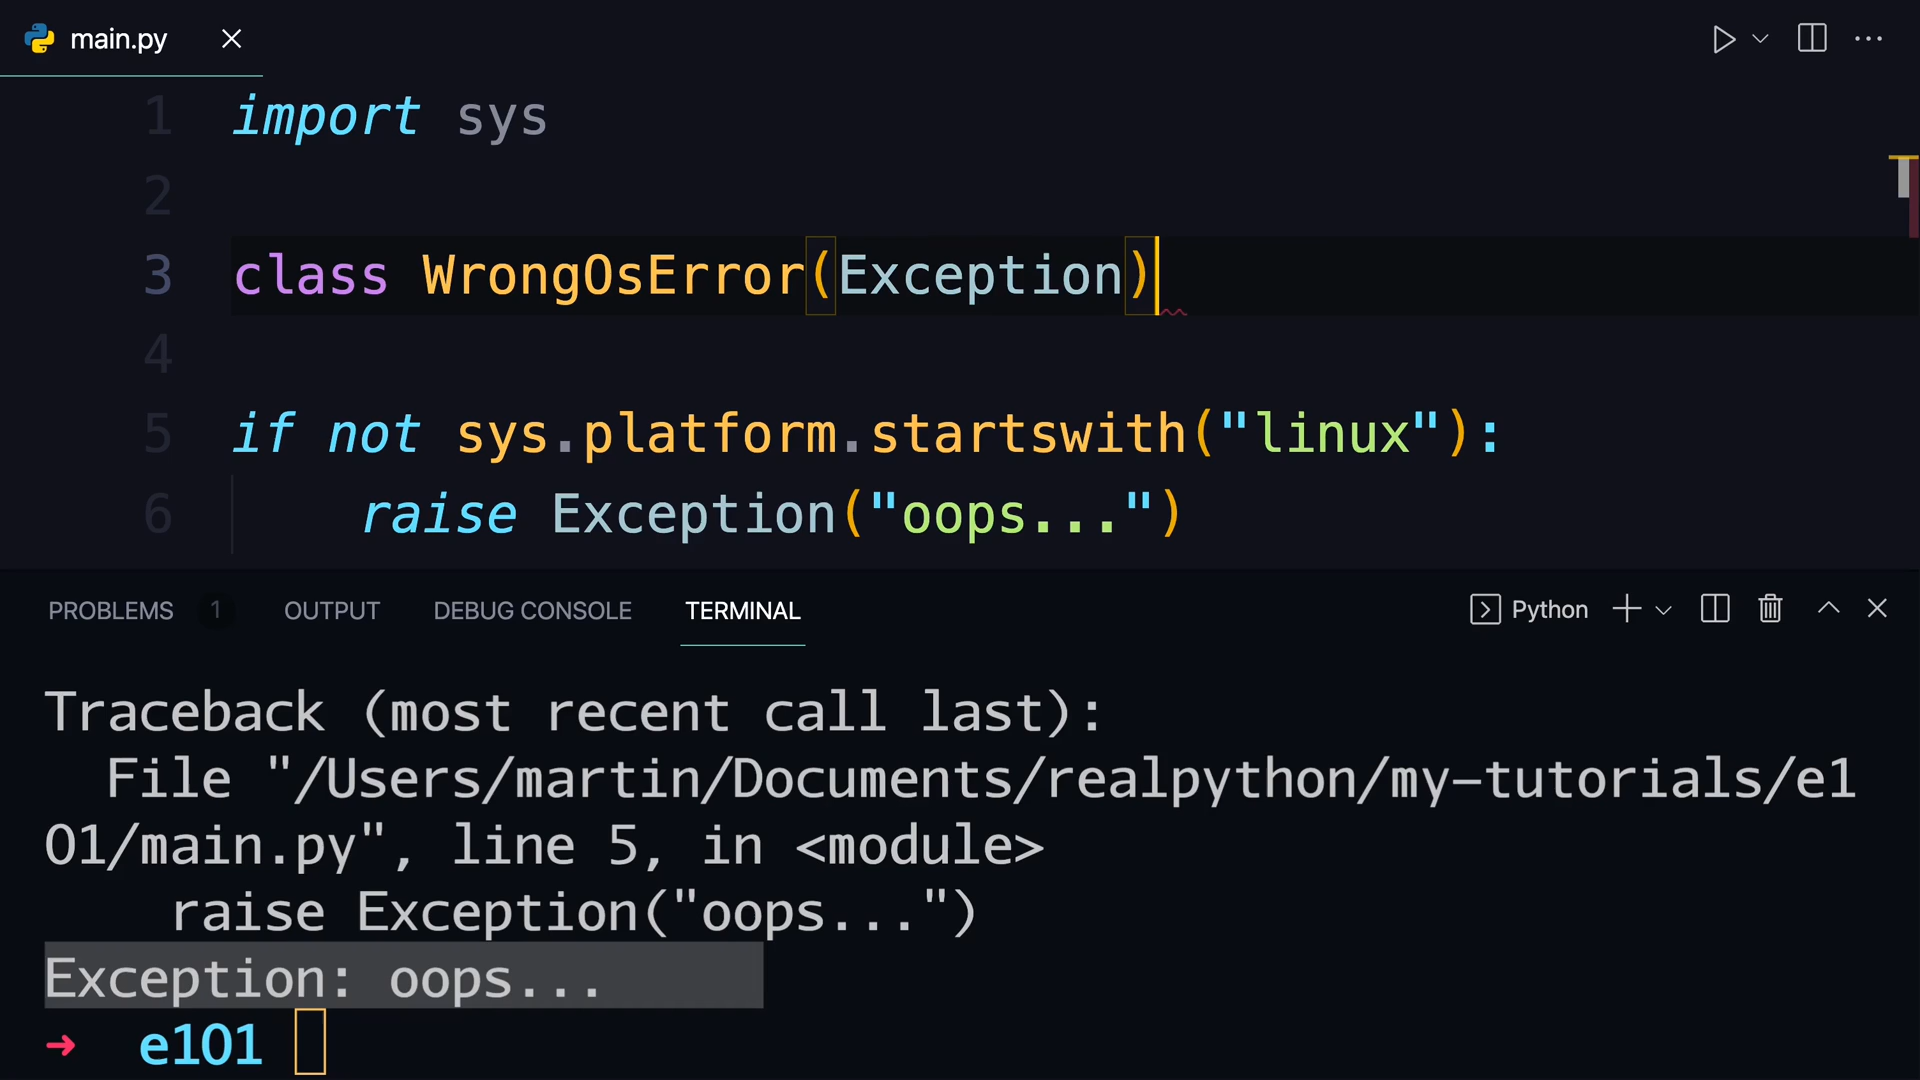 main.py
1 import sys
2
3 class WrongOsError(Exception)
4
5 if not sys.platform.startswith("linux"):
6     raise Exception("oops...")
PROBLEMS 1 OUTPUT DEBUG CONSOLE TERMINAL Python
Traceback (most recent call last):
  File "/Users/martin/Documents/realpython/my-tutorials/e1
01/main.py", line 5, in <module>
    raise Exception("oops...")
Exception: oops...
➜  e101